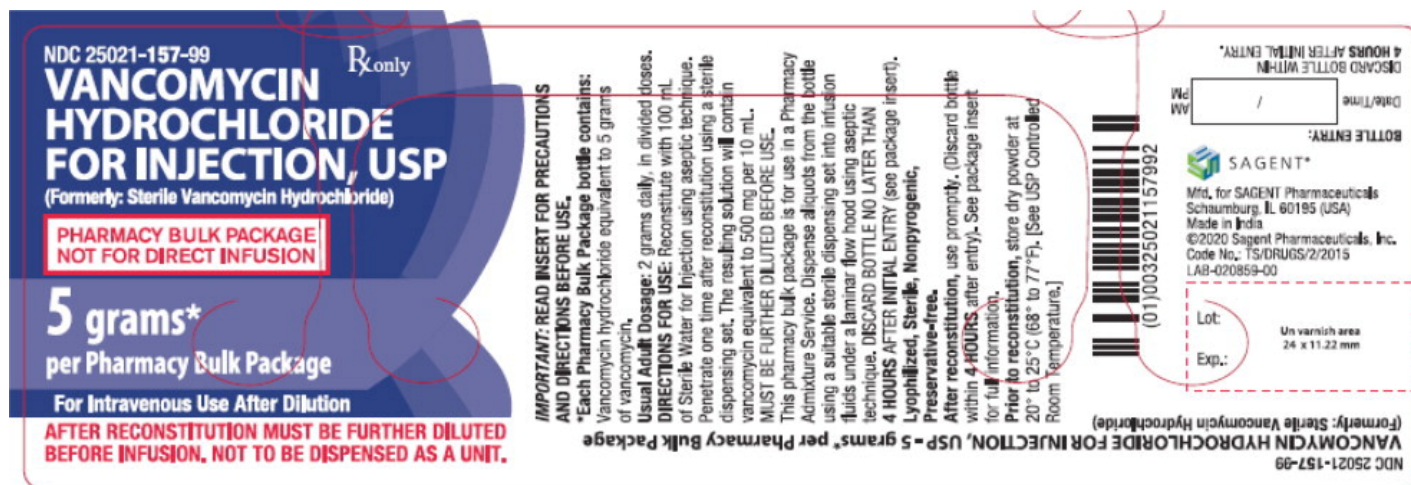 NDC 25021-157-99
Rx only
VANCOMYCIN
HYDROCHLORIDE
FOR INJECTION, USP
(Formerly: Sterile Vancomycin Hydrochloride)
PHARMACY BULK PACKAGE
NOT FOR DIRECT INFUSION
5 grams*
per Pharmacy Bulk Package
For Intravenous Use After Dilution
AFTER RECONSTITUTION MUST BE FURTHER DILUTED
BEFORE INFUSION. NOT TO BE DISPENSED AS A UNIT.
IMPORTANT: READ INSERT FOR PRECAUTIONS
AND DIRECTIONS BEFORE USE.
*Each Pharmacy Bulk Package bottle contains:
Vancomycin hydrochloride equivalent to 5 grams
of vancomycin.
Usual Adult Dosage: 2 grams daily, in divided doses.
DIRECTIONS FOR USE: Reconstitute with 100 mL
of Sterile Water for Injection using aseptic technique.
Penetrate one time after reconstitution using a sterile
dispensing set. The resulting solution will contain
vancomycin equivalent to 500 mg per 10 mL.
MUST BE FURTHER DILUTED BEFORE USE.
This pharmacy bulk package is for use in a Pharmacy
Admixture Service. Dispense aliquots from the bottle
using a suitable sterile dispensing set into infusion
fluids under a laminar flow hood using aseptic
technique. DISCARD BOTTLE NO LATER THAN
4 HOURS AFTER INITIAL ENTRY (see package insert).
Lyophilized, Sterile, Nonpyrogenic,
Preservative-free.
After reconstitution, use promptly. (Discard bottle
within 4 HOURS after entry). See package insert
for full information.
Prior to reconstitution, store dry powder at
20° to 25°C (68° to 77°F). [See USP Controlled
Room Temperature.]
(01)00325021157992
BOTTLE ENTRY:
Date/Time / AM
PM
DISCARD BOTTLE WITHIN
4 HOURS AFTER INITIAL ENTRY.
SAGENT®
Mfd. for SAGENT Pharmaceuticals
Schaumburg, IL 60195 (USA)
Made in India
©2020 Sagent Pharmaceuticals, Inc.
Code No.: TS/DRUGS/2/2015
LAB-020859-00
Lot:
Exp.:
Un varnish area
24 x 11.22 mm
NDC 25021-157-99
VANCOMYCIN HYDROCHLORIDE FOR INJECTION, USP - 5 grams* per Pharmacy Bulk Package
(Formerly: Sterile Vancomycin Hydrochloride)